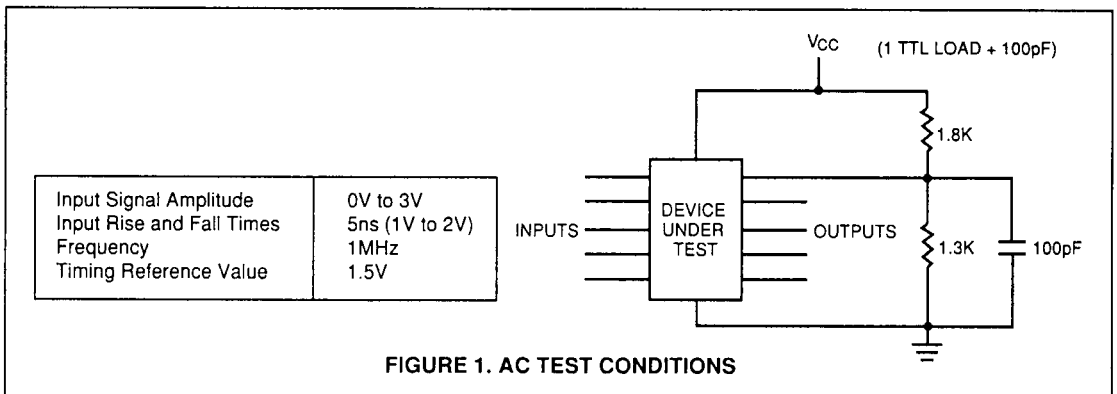 VCC (1 TTL LOAD + 100pF)
1.8K
Input Signal Amplitude 0V to 3V
Input Rise and Fall Times 5ns (1V to 2V)
Frequency 1MHz
Timing Reference Value 1.5V
INPUTS
DEVICE
UNDER
TEST
OUTPUTS
1.3K
100pF
FIGURE 1. AC TEST CONDITIONS